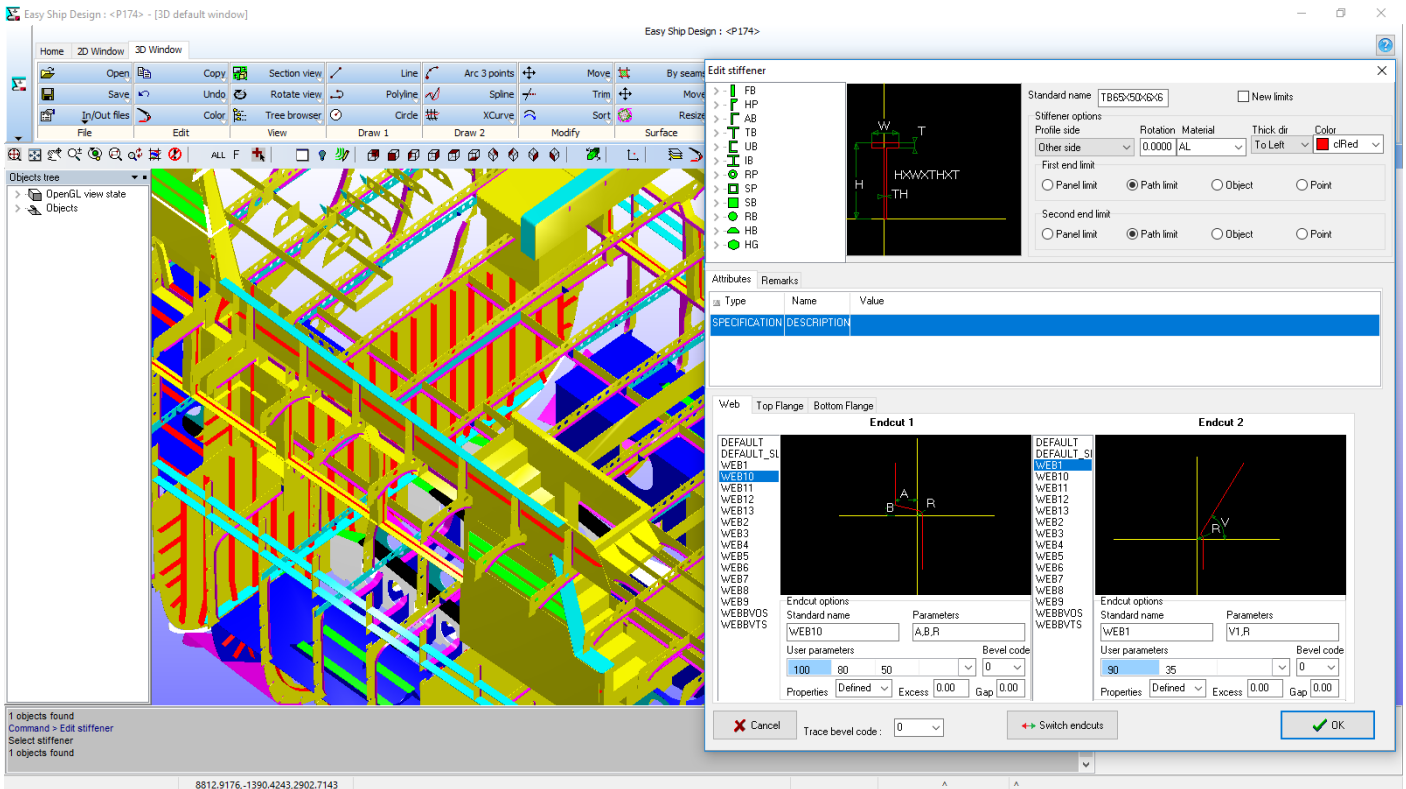 Easy Ship Design : <P174> - [3D default window]
Easy Ship Design : <P174>
Home 2D Window 3D Window
Open Copy Section view Line Arc 3 points Move By seams
Save Undo Rotate view Polyline Spline Trim Move
In/Out files Color Tree browser Circle XCurve Sort Resize
File Edit View Draw 1 Draw 2 Modify Surface
ALL F
Objects tree
OpenGL view state
Objects
Edit stiffener
FB
HP
AB
TB
UB
IB
RP
SP
SB
RB
HB
HG
W T
H HXWXTHXT
TH
Standard name TB65X50X6X6 New limits
Stiffener options
Profile side Rotation Material Thick dir Color
Other side 0.0000 AL To Left clRed
First end limit
Panel limit Path limit Object Point
Second end limit
Panel limit Path limit Object Point
Attributes Remarks
Type Name Value
SPECIFICATION DESCRIPTION
Web Top Flange Bottom Flange
Endcut 1
DEFAULT
DEFAULT_SL
WEB1
WEB10
WEB11
WEB12
WEB13
WEB2
WEB3
WEB4
WEB5
WEB6
WEB7
WEB8
WEB9
WEBBVOS
WEBBVTS
A
B R
Endcut options
Standard name Parameters
WEB10 A,B,R
User parameters Bevel code
100 80 50 0
Properties Defined Excess 0.00 Gap 0.00
Endcut 2
DEFAULT
DEFAULT_SI
WEB1
WEB10
WEB11
WEB12
WEB13
WEB2
WEB3
WEB4
WEB5
WEB6
WEB7
WEB8
WEB9
WEBBVOS
WEBBVTS
R V
Endcut options
Standard name Parameters
WEB1 V1,R
User parameters Bevel code
90 35 0
Properties Defined Excess 0.00 Gap 0.00
Cancel Trace bevel code : 0 Switch endcuts OK
1 objects found
Command > Edit stiffener
Select stiffener
1 objects found
8812.9176,-1390.4243,2902.7143